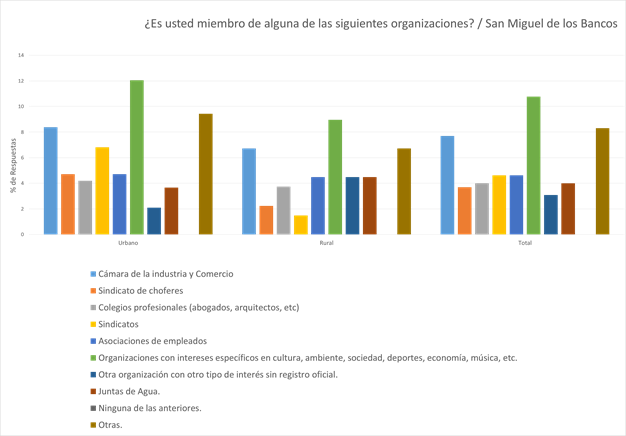 ¿Es usted miembro de alguna de las siguientes organizaciones? / San Miguel de los Bancos
14
12
10
8
6
4
2
0
% de Respuestas
Urbano Rural Total
Cámara de la industria y Comercio
Sindicato de choferes
Colegios profesionales (abogados, arquitectos, etc)
Sindicatos
Asociaciones de empleados
Organizaciones con intereses específicos en cultura, ambiente, sociedad, deportes, economía, música, etc.
Otra organización con otro tipo de interés sin registro oficial.
Juntas de Agua.
Ninguna de las anteriores.
Otras.